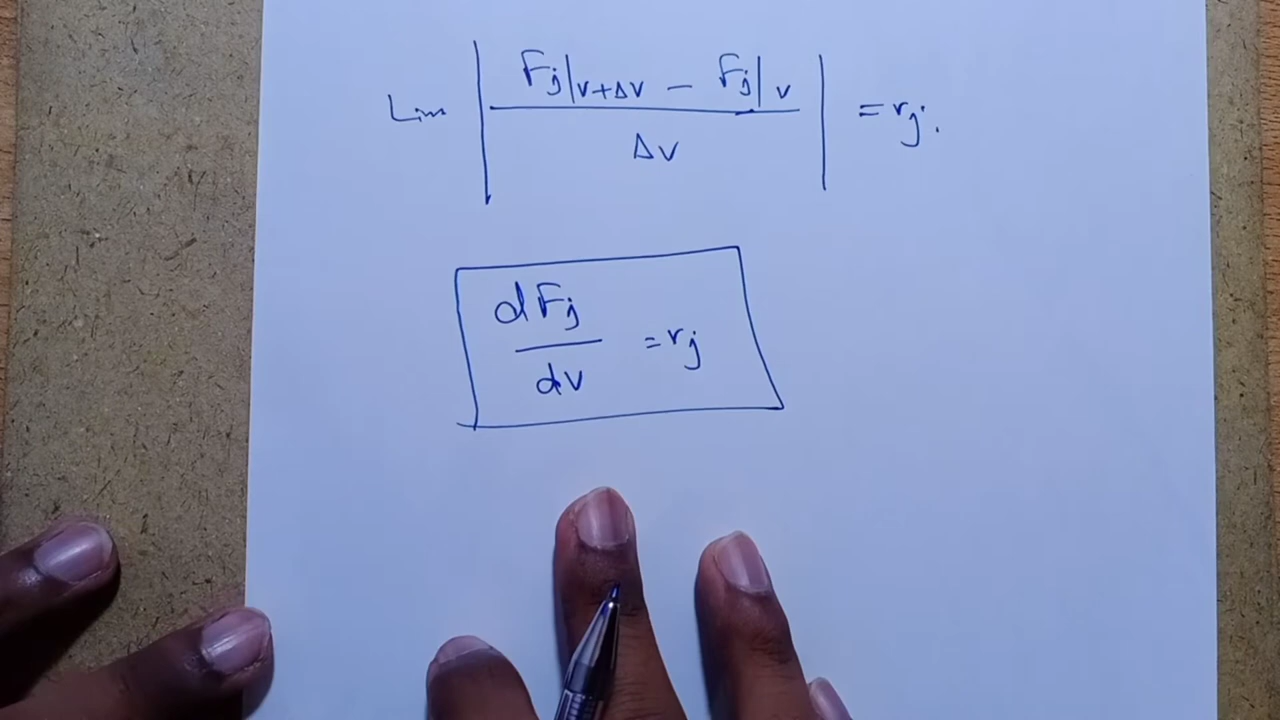 Lim | Fj|v+Δv − Fj|v / Δv | = rj.
dFj / dv = rj